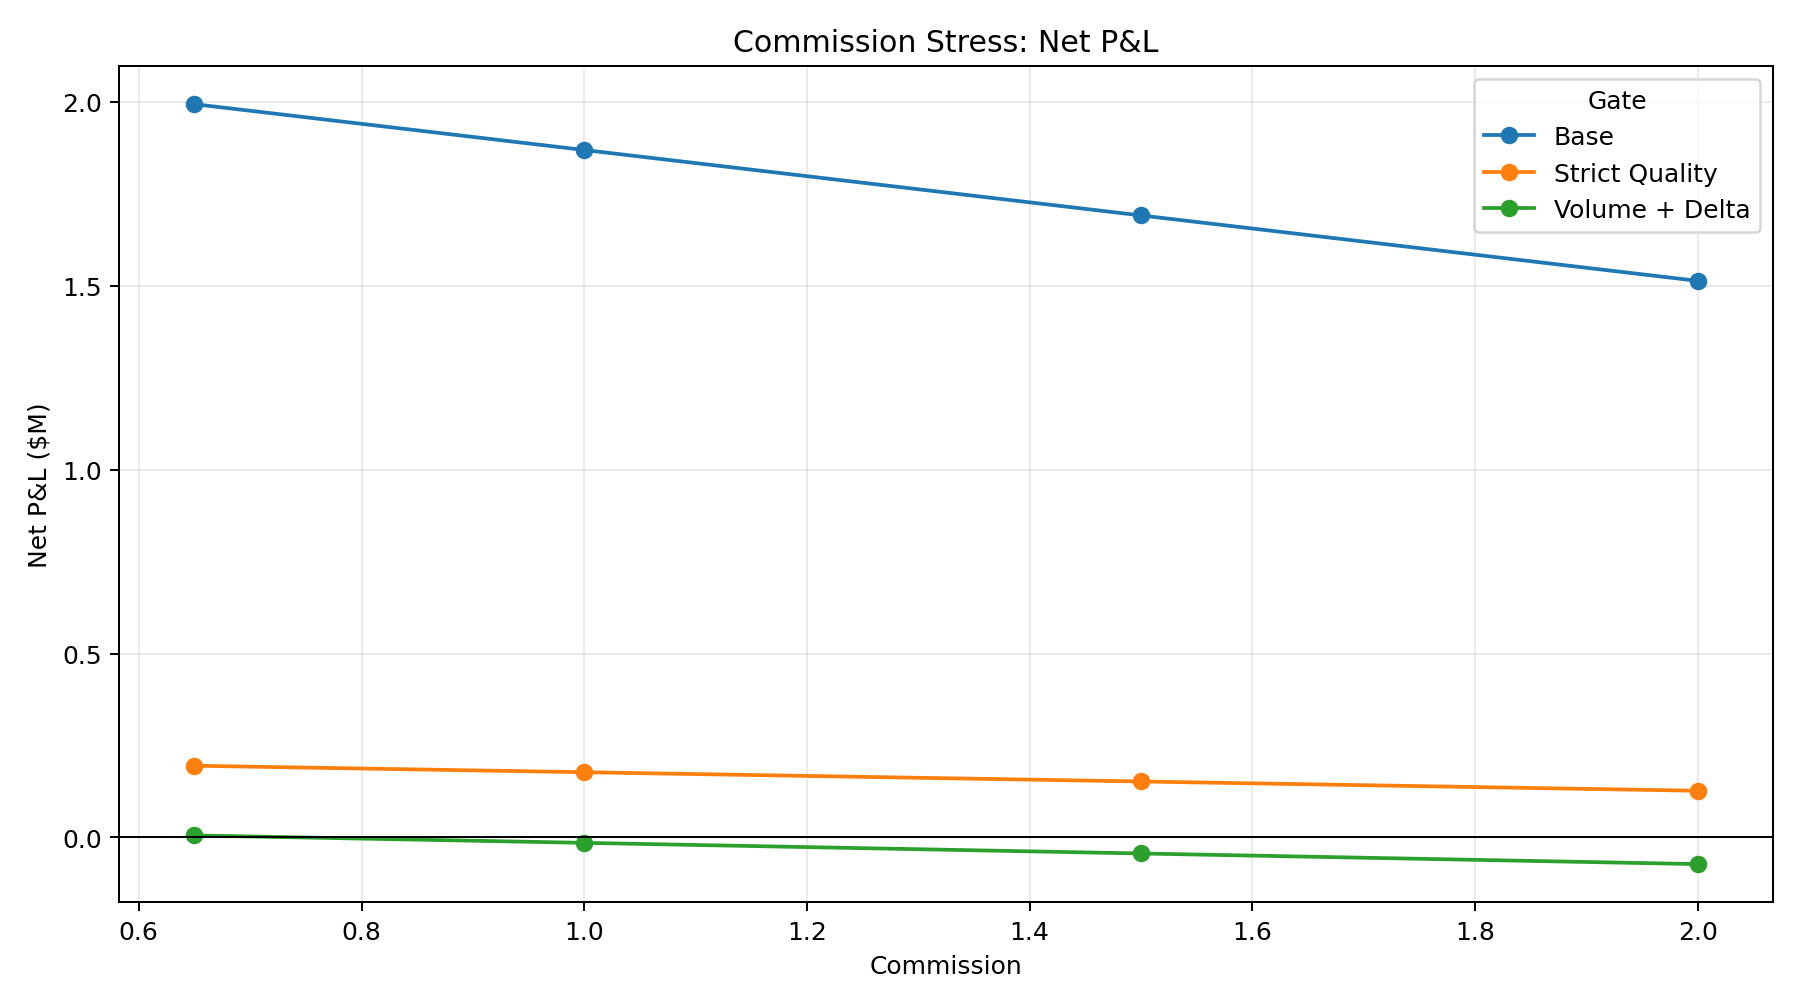 Commission Stress: Net P&L
Gate
Base
Strict Quality
Volume + Delta
Net P&L ($M)
2.0
1.5
1.0
0.5
0.0
0.6 0.8 1.0 1.2 1.4 1.6 1.8 2.0
Commission